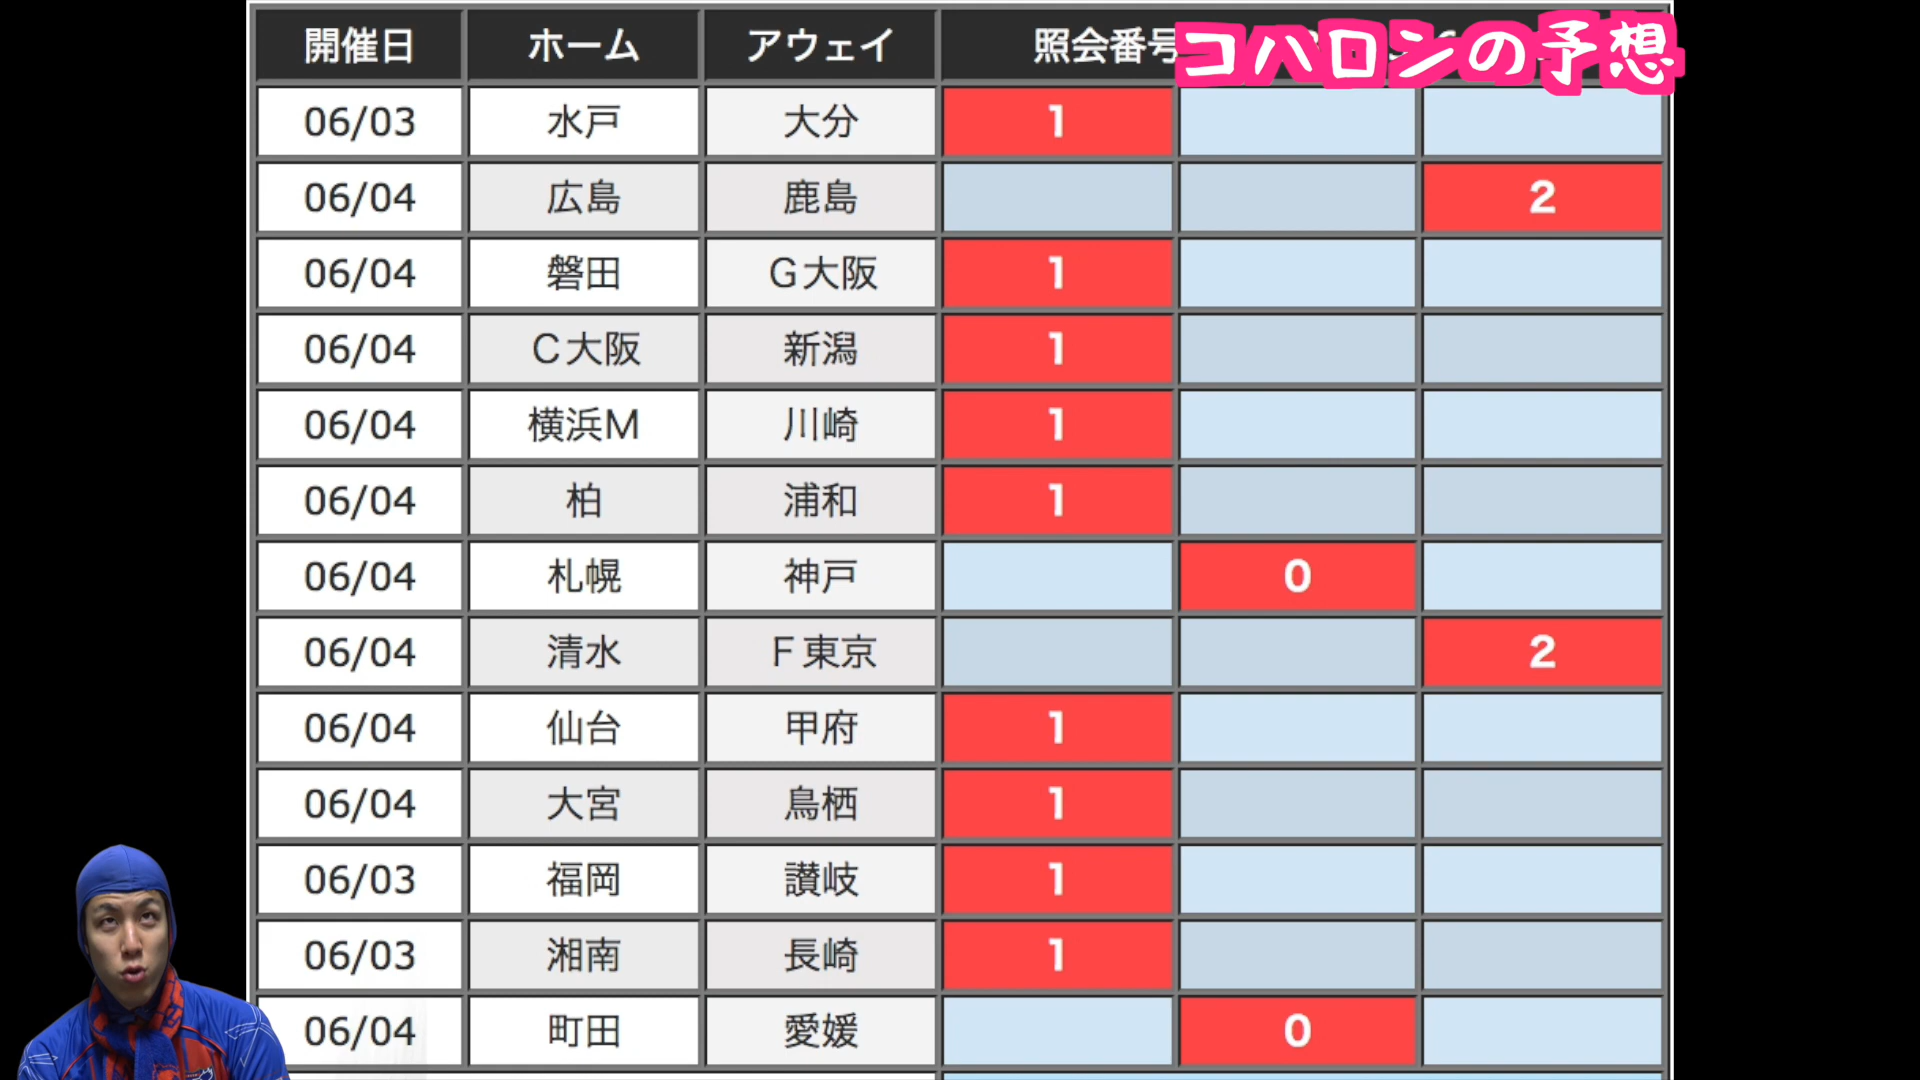 開催日 ホーム アウェイ 照会番号
コハロンの予想
06/03 水戸 大分 1
06/04 広島 鹿島 2
06/04 磐田 G大阪 1
06/04 C大阪 新潟 1
06/04 横浜M 川崎 1
06/04 柏 浦和 1
06/04 札幌 神戸 0
06/04 清水 F東京 2
06/04 仙台 甲府 1
06/04 大宮 鳥栖 1
06/03 福岡 讃岐 1
06/03 湘南 長崎 1
06/04 町田 愛媛 0